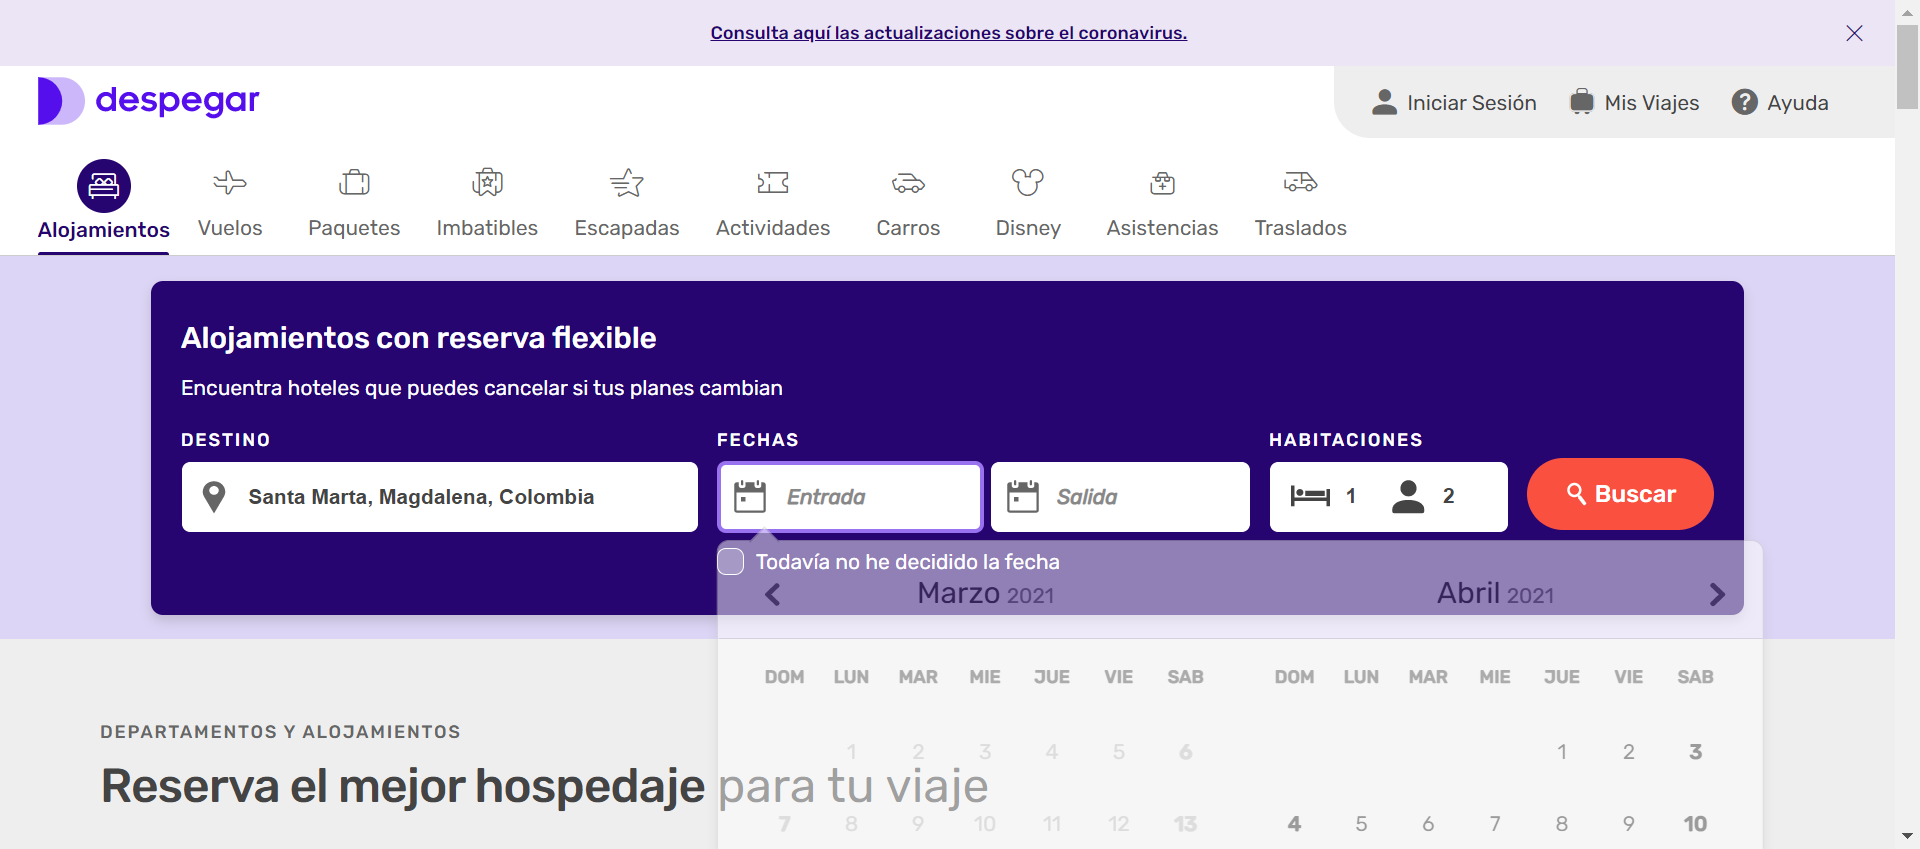 Consulta aquí las actualizaciones sobre el coronavirus.
despegar
Iniciar Sesión Mis Viajes ? Ayuda
Alojamientos Vuelos Paquetes Imbatibles Escapadas Actividades Carros Disney Asistencias Traslados
Alojamientos con reserva flexible
Encuentra hoteles que puedes cancelar si tus planes cambian
DESTINO FECHAS HABITACIONES
Santa Marta, Magdalena, Colombia Entrada Salida 1 2 Buscar
Todavía no he decidido la fecha
Marzo 2021 Abril 2021
DOM LUN MAR MIE JUE VIE SAB DOM LUN MAR MIE JUE VIE SAB
DEPARTAMENTOS Y ALOJAMIENTOS
1 2 3 4 5 6 1 2 3
Reserva el mejor hospedaje para tu viaje
7 8 9 10 11 12 13 4 5 6 7 8 9 10